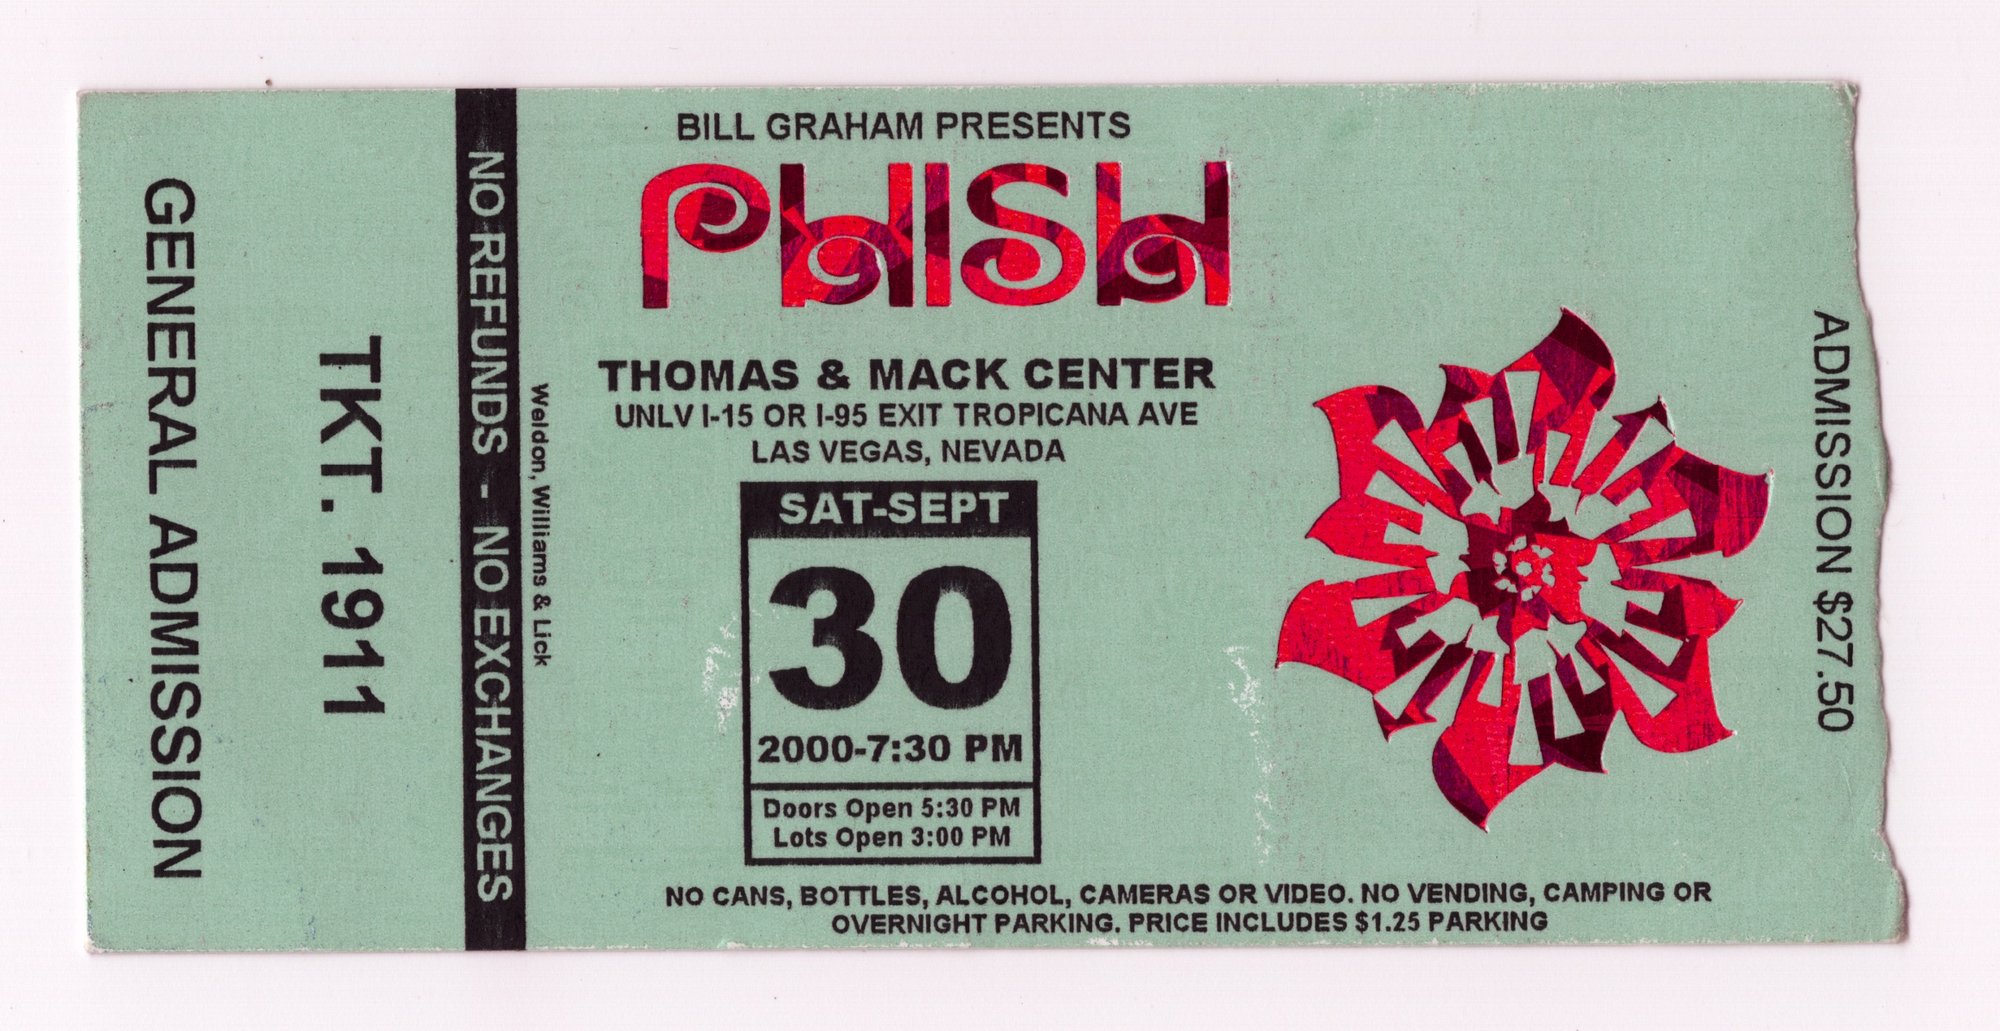 GENERAL ADMISSION
TKT. 1911
NO REFUNDS - NO EXCHANGES
Weldon, Williams & Lick
BILL GRAHAM PRESENTS
PHISH
THOMAS & MACK CENTER
UNLV I-15 OR I-95 EXIT TROPICANA AVE
LAS VEGAS, NEVADA
SAT-SEPT
30
2000-7:30 PM
Doors Open 5:30 PM
Lots Open 3:00 PM
NO CANS, BOTTLES, ALCOHOL, CAMERAS OR VIDEO. NO VENDING, CAMPING OR
OVERNIGHT PARKING. PRICE INCLUDES $1.25 PARKING
ADMISSION $27.50